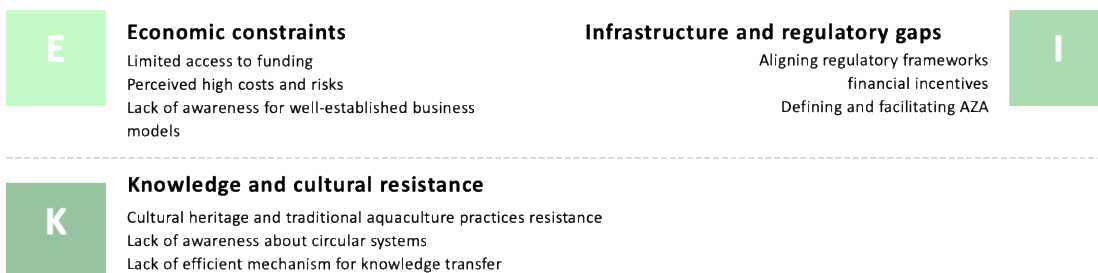 E
Economic constraints
Limited access to funding
Perceived high costs and risks
Lack of awareness for well-established business
models
Infrastructure and regulatory gaps
Aligning regulatory frameworks
financial incentives
Defining and facilitating AZA
I
K
Knowledge and cultural resistance
Cultural heritage and traditional aquaculture practices resistance
Lack of awareness about circular systems
Lack of efficient mechanism for knowledge transfer